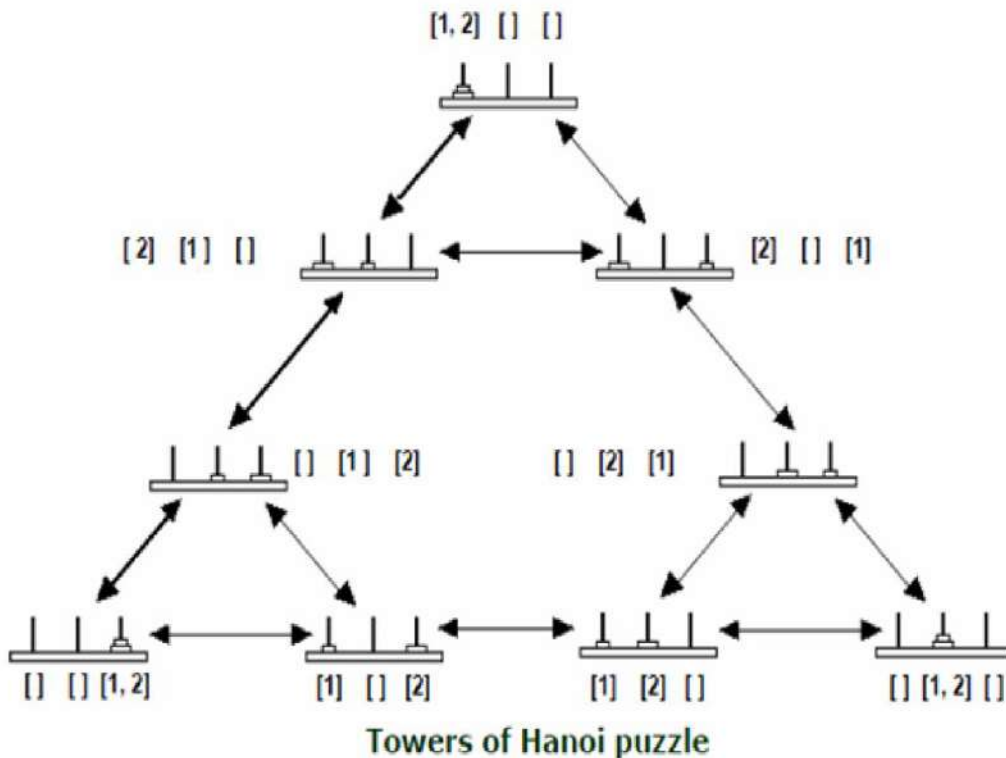 [1, 2] [ ] [ ]
[ 2] [1 ] [ ] [2] [ ] [1]
[ ] [1 ] [2] [ ] [2] [1]
[ ] [ ] [1, 2] [1] [ ] [2] [1] [2] [ ] [ ] [1, 2] [ ]
Towers of Hanoi puzzle